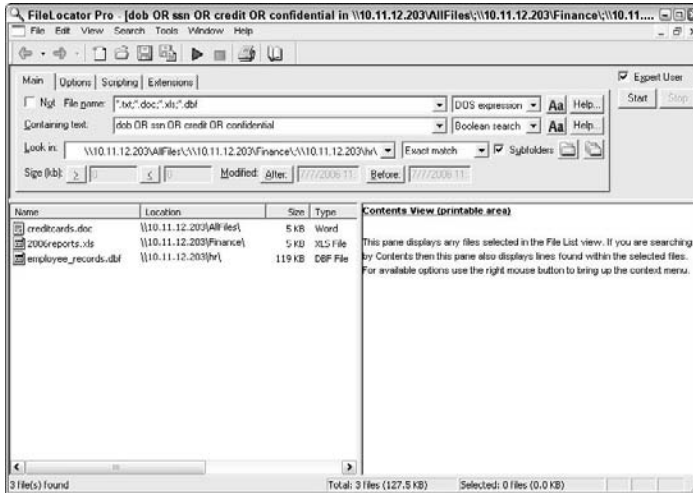 FileLocator Pro - [dob OR ssn OR credit OR confidential in \\10.11.12.203\AllFiles\;\\10.11.12.203\Finance\;\\10.11....
File Edit View Search Tools Window Help
Main Options Scripting Extensions
Expert User
Not File name: *.txt;*.doc;*.xls;*.dbf DOS expression Aa Help... Start Stop
Containing text: dob OR ssn OR credit OR confidential Boolean search Aa Help...
Look in: \\10.11.12.203\AllFiles\;\\10.11.12.203\Finance\;\\10.11.12.203\hr\ Exact match Subfolders
Size (kb): > 0 < 0 Modified: After: 7/7/2006 11: Before: 7/7/2006 11:
Name Location Size Type
creditcards.doc \\10.11.12.203\AllFiles\ 5 KB Word
2006reports.xls \\10.11.12.203\Finance\ 5 KB XLS File
employee_records.dbf \\10.11.12.203\hr\ 119 KB DBF File
Contents View (printable area)
This pane displays any files selected in the File List view. If you are searching
by Contents then this pane also displays lines found within the selected files.
For available options use the right mouse button to bring up the context menu.
3 file(s) found Total: 3 files (127.5 KB) Selected: 0 files (0.0 KB)